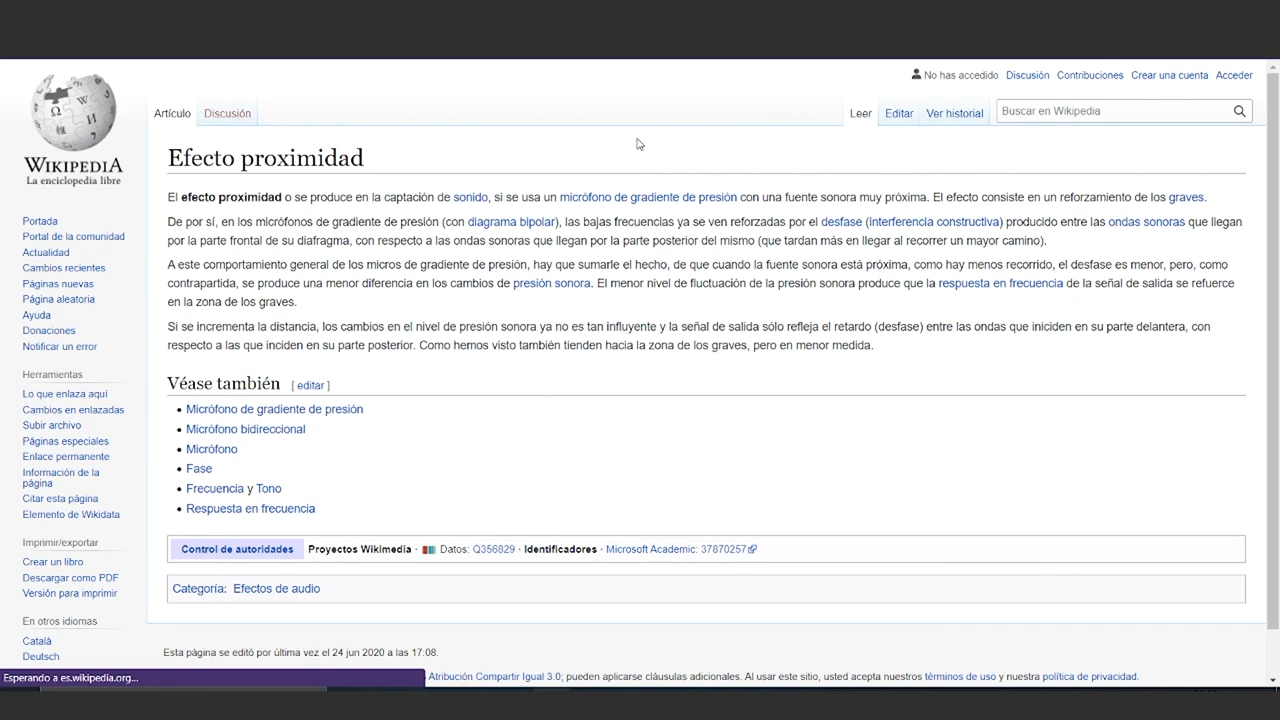 No ha accedido Discusión Contribuciones Crear una cuenta Acceder
Artículo Discusión Leer Editar Ver historial Buscar en Wikipedia
WIKIPEDIA
La enciclopedia libre
Efecto proximidad
El efecto proximidad o se produce en la captación de sonido, si se usa un micrófono de gradiente de presión con una fuente sonora muy próxima. El efecto consiste en un reforzamiento de los graves.
De por sí, en los micrófonos de gradiente de presión (con diagrama bipolar), las bajas frecuencias ya se ven reforzadas por el desfase (interferencia constructiva) producido entre las ondas sonoras que llegan
por la parte frontal de su diafragma, con respecto a las ondas sonoras que llegan por la parte posterior del mismo (que tardan más en llegar al recorrer un mayor camino).
A este comportamiento general de los micros de gradiente de presión, hay que sumarle el hecho, de que cuando la fuente sonora está próxima, como hay menos recorrido, el desfase es menor, pero, como
contrapartida, se produce una menor diferencia en los cambios de presión sonora. El menor nivel de fluctuación de la presión sonora produce que la respuesta en frecuencia de la señal de salida se refuerce
en la zona de los graves.
Si se incrementa la distancia, los cambios en el nivel de presión sonora ya no es tan influyente y la señal de salida sólo refleja el retardo (desfase) entre las ondas que iniciden en su parte delantera, con
respecto a las que inciden en su parte posterior. Como hemos visto también tienden hacia la zona de los graves, pero en menor medida.
Véase también [ editar ]
Micrófono de gradiente de presión
Micrófono bidireccional
Micrófono
Fase
Frecuencia y Tono
Respuesta en frecuencia
Control de autoridades Proyectos Wikimedia · Datos: Q356829 · Identificadores · Microsoft Academic: 37870257
Categoría: Efectos de audio
Portada
Portal de la comunidad
Actualidad
Cambios recientes
Páginas nuevas
Página aleatoria
Ayuda
Donaciones
Notificar un error
Herramientas
Lo que enlaza aquí
Cambios en enlazadas
Subir archivo
Páginas especiales
Enlace permanente
Información de la
página
Citar esta página
Elemento de Wikidata
Imprimir/exportar
Crear un libro
Descargar como PDF
Versión para imprimir
En otros idiomas
Català
Deutsch
Esta página se editó por última vez el 24 jun 2020 a las 17:08.
Esperando a es.wikipedia.org...
Atribución Compartir Igual 3.0; pueden aplicarse cláusulas adicionales. Al usar este sitio, usted acepta nuestros términos de uso y nuestra política de privacidad.